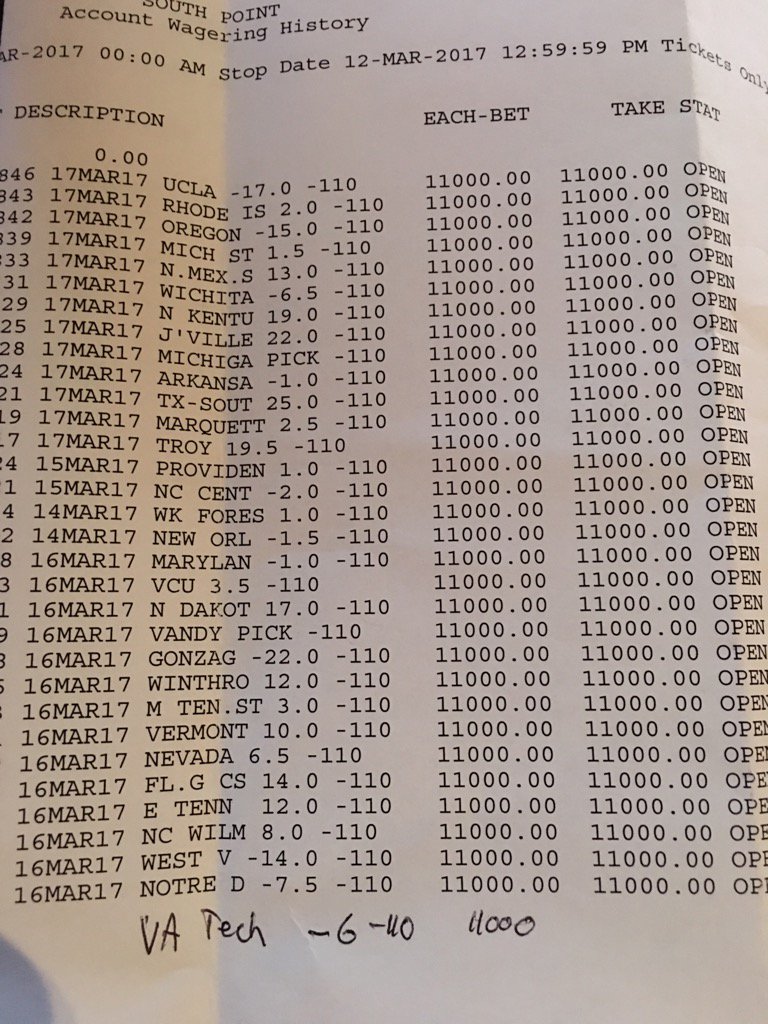 SOUTH POINT
Account Wagering History
AR-2017 00:00 AM Stop Date 12-MAR-2017 12:59:59 PM Tickets Only
DESCRIPTION EACH-BET TAKE STAT
0.00
846 17MAR17 UCLA -17.0 -110 11000.00 11000.00 OPEN
843 17MAR17 RHODE IS 2.0 -110 11000.00 11000.00 OPEN
842 17MAR17 OREGON -15.0 -110 11000.00 11000.00 OPEN
839 17MAR17 MICH ST 1.5 -110 11000.00 11000.00 OPEN
833 17MAR17 N.MEX.S 13.0 -110 11000.00 11000.00 OPEN
31 17MAR17 WICHITA -6.5 -110 11000.00 11000.00 OPEN
29 17MAR17 N KENTU 19.0 -110 11000.00 11000.00 OPEN
25 17MAR17 J'VILLE 22.0 -110 11000.00 11000.00 OPEN
28 17MAR17 MICHIGA PICK -110 11000.00 11000.00 OPEN
24 17MAR17 ARKANSA -1.0 -110 11000.00 11000.00 OPEN
21 17MAR17 TX-SOUT 25.0 -110 11000.00 11000.00 OPEN
19 17MAR17 MARQUETT 2.5 -110 11000.00 11000.00 OPEN
17 17MAR17 TROY 19.5 -110 11000.00 11000.00 OPEN
24 15MAR17 PROVIDEN 1.0 -110 11000.00 11000.00 OPEN
1 15MAR17 NC CENT -2.0 -110 11000.00 11000.00 OPEN
4 14MAR17 WK FORES 1.0 -110 11000.00 11000.00 OPEN
2 14MAR17 NEW ORL -1.5 -110 11000.00 11000.00 OPEN
8 16MAR17 MARYLAN -1.0 -110 11000.00 11000.00 OPEN
3 16MAR17 VCU 3.5 -110 11000.00 11000.00 OPEN
1 16MAR17 N DAKOT 17.0 -110 11000.00 11000.00 OPEN
9 16MAR17 VANDY PICK -110 11000.00 11000.00 OPEN
16MAR17 GONZAG -22.0 -110 11000.00 11000.00 OPEN
16MAR17 WINTHRO 12.0 -110 11000.00 11000.00 OPEN
16MAR17 M TEN.ST 3.0 -110 11000.00 11000.00 OPEN
16MAR17 VERMONT 10.0 -110 11000.00 11000.00 OPEN
16MAR17 NEVADA 6.5 -110 11000.00 11000.00 OPE
16MAR17 FL.G CS 14.0 -110 11000.00 11000.00 OPE
16MAR17 E TENN 12.0 -110 11000.00 11000.00 OPE
16MAR17 NC WILM 8.0 -110 11000.00 11000.00 OPE
16MAR17 WEST V -14.0 -110 11000.00 11000.00 OPE
16MAR17 NOTRE D -7.5 -110 11000.00 11000.00 OPE
VA Tech -6 -110 11000